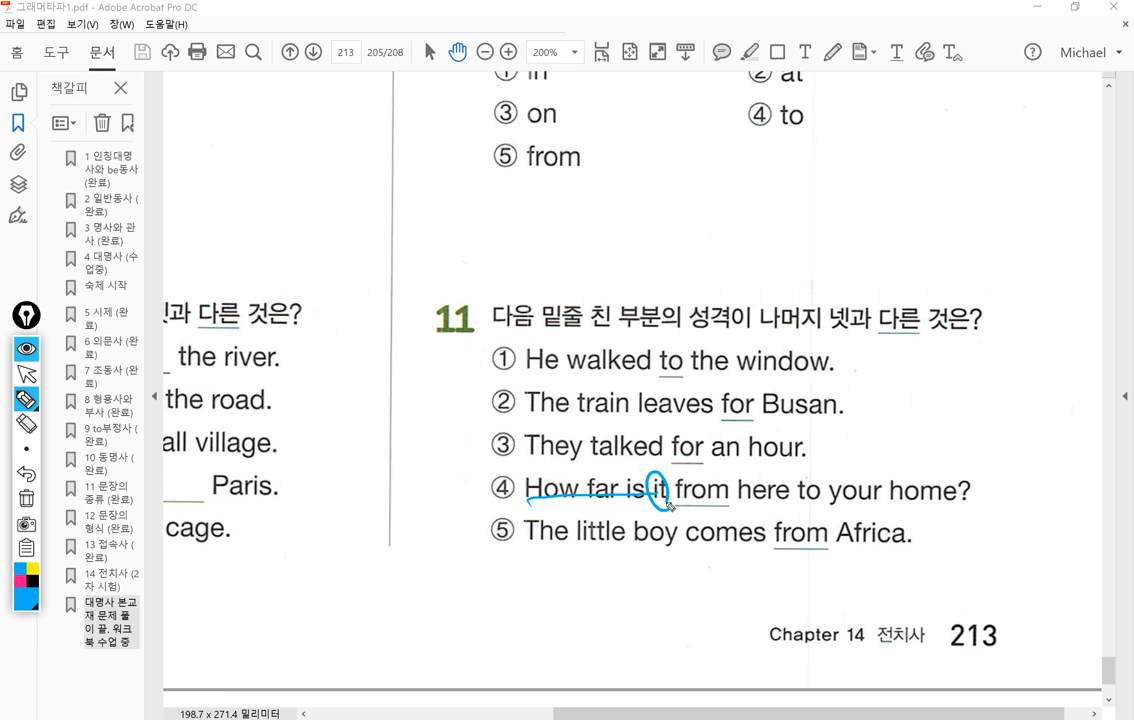 그래머타파1.pdf - Adobe Acrobat Pro DC
파일 편집 보기(V) 창(W) 도움말(H)
홈 도구 문서 213 205/208 200% Michael
책갈피
1 인칭대명
사와 be동사
(완료)
2 일반동사 (
완료)
3 명사와 관
사 (완료)
4 대명사 (수
업중)
숙제 시작
5 시제 (완
료)
6 의문사 (완
료)
7 조동사 (완
료)
8 형용사와
부사 (완료)
9 to부정사 (
완료)
10 동명사 (
완료)
11 문장의
종류 (완료)
12 문장의
형식 (완료)
13 접속사 (
완료)
14 전치사 (2
차 시험)
대명사 본교
재 문제 풀
이 끝. 워크
북 수업 중
과 다른 것은?
the river.
the road.
all village.
Paris.
cage.
① in ② at
③ on ④ to
⑤ from
11 다음 밑줄 친 부분의 성격이 나머지 넷과 다른 것은?
① He walked to the window.
② The train leaves for Busan.
③ They talked for an hour.
④ How far is it from here to your home?
⑤ The little boy comes from Africa.
Chapter 14 전치사 213
198.7 x 271.4 밀리미터